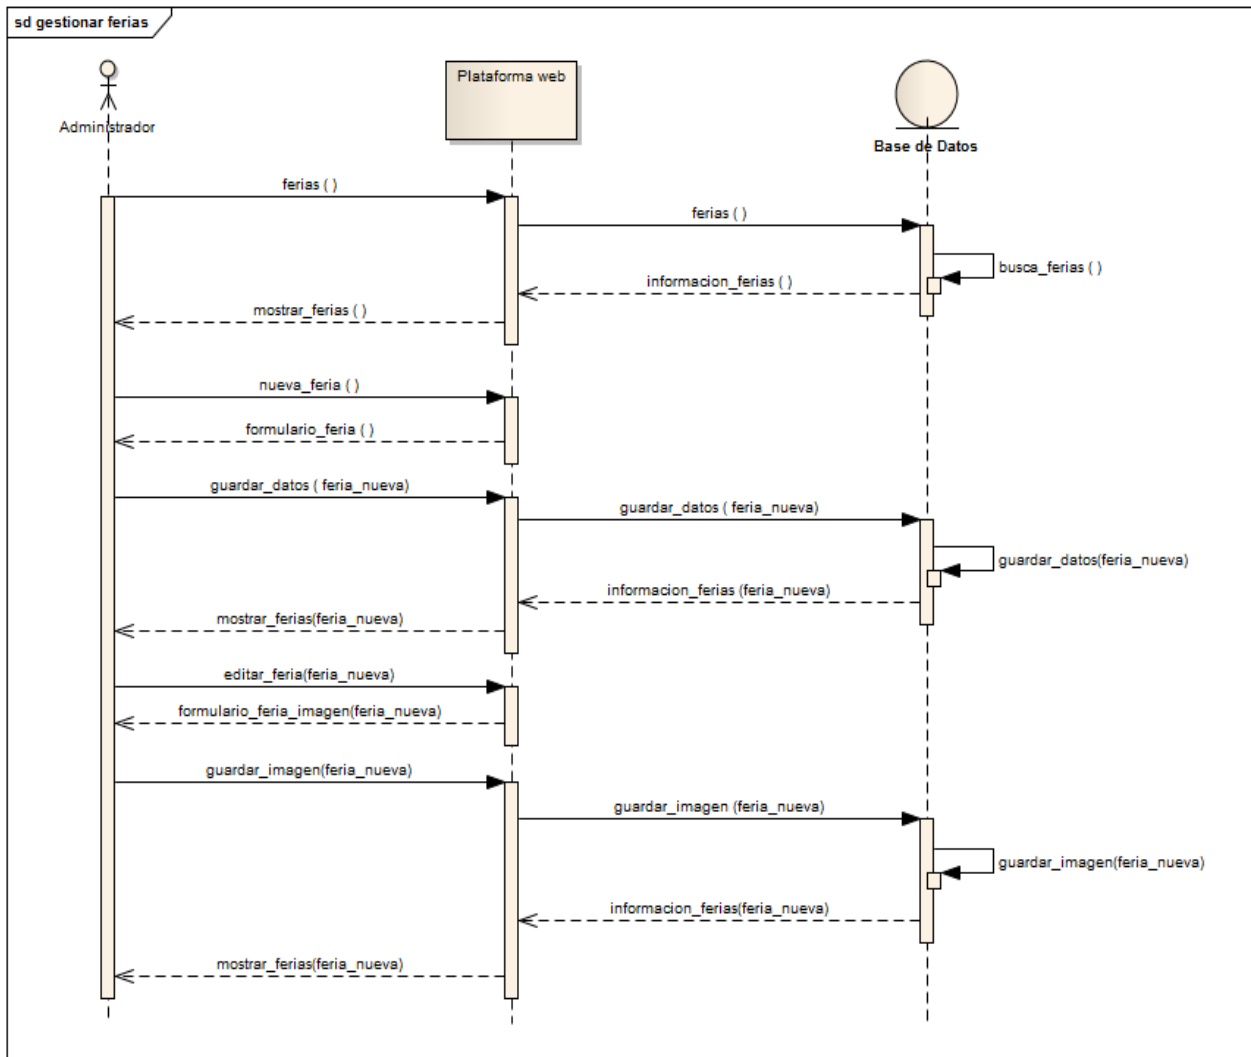 sd gestionar ferias
Plataforma web
Administrador
Base de Datos
ferias ( )
ferias ( )
busca_ferias ( )
informacion_ferias ( )
mostrar_ferias ( )
nueva_feria ( )
formulario_feria ( )
guardar_datos ( feria_nueva)
guardar_datos ( feria_nueva)
guardar_datos(feria_nueva)
informacion_ferias (feria_nueva)
mostrar_ferias(feria_nueva)
editar_feria(feria_nueva)
formulario_feria_imagen(feria_nueva)
guardar_imagen(feria_nueva)
guardar_imagen (feria_nueva)
guardar_imagen(feria_nueva)
informacion_ferias(feria_nueva)
mostrar_ferias(feria_nueva)